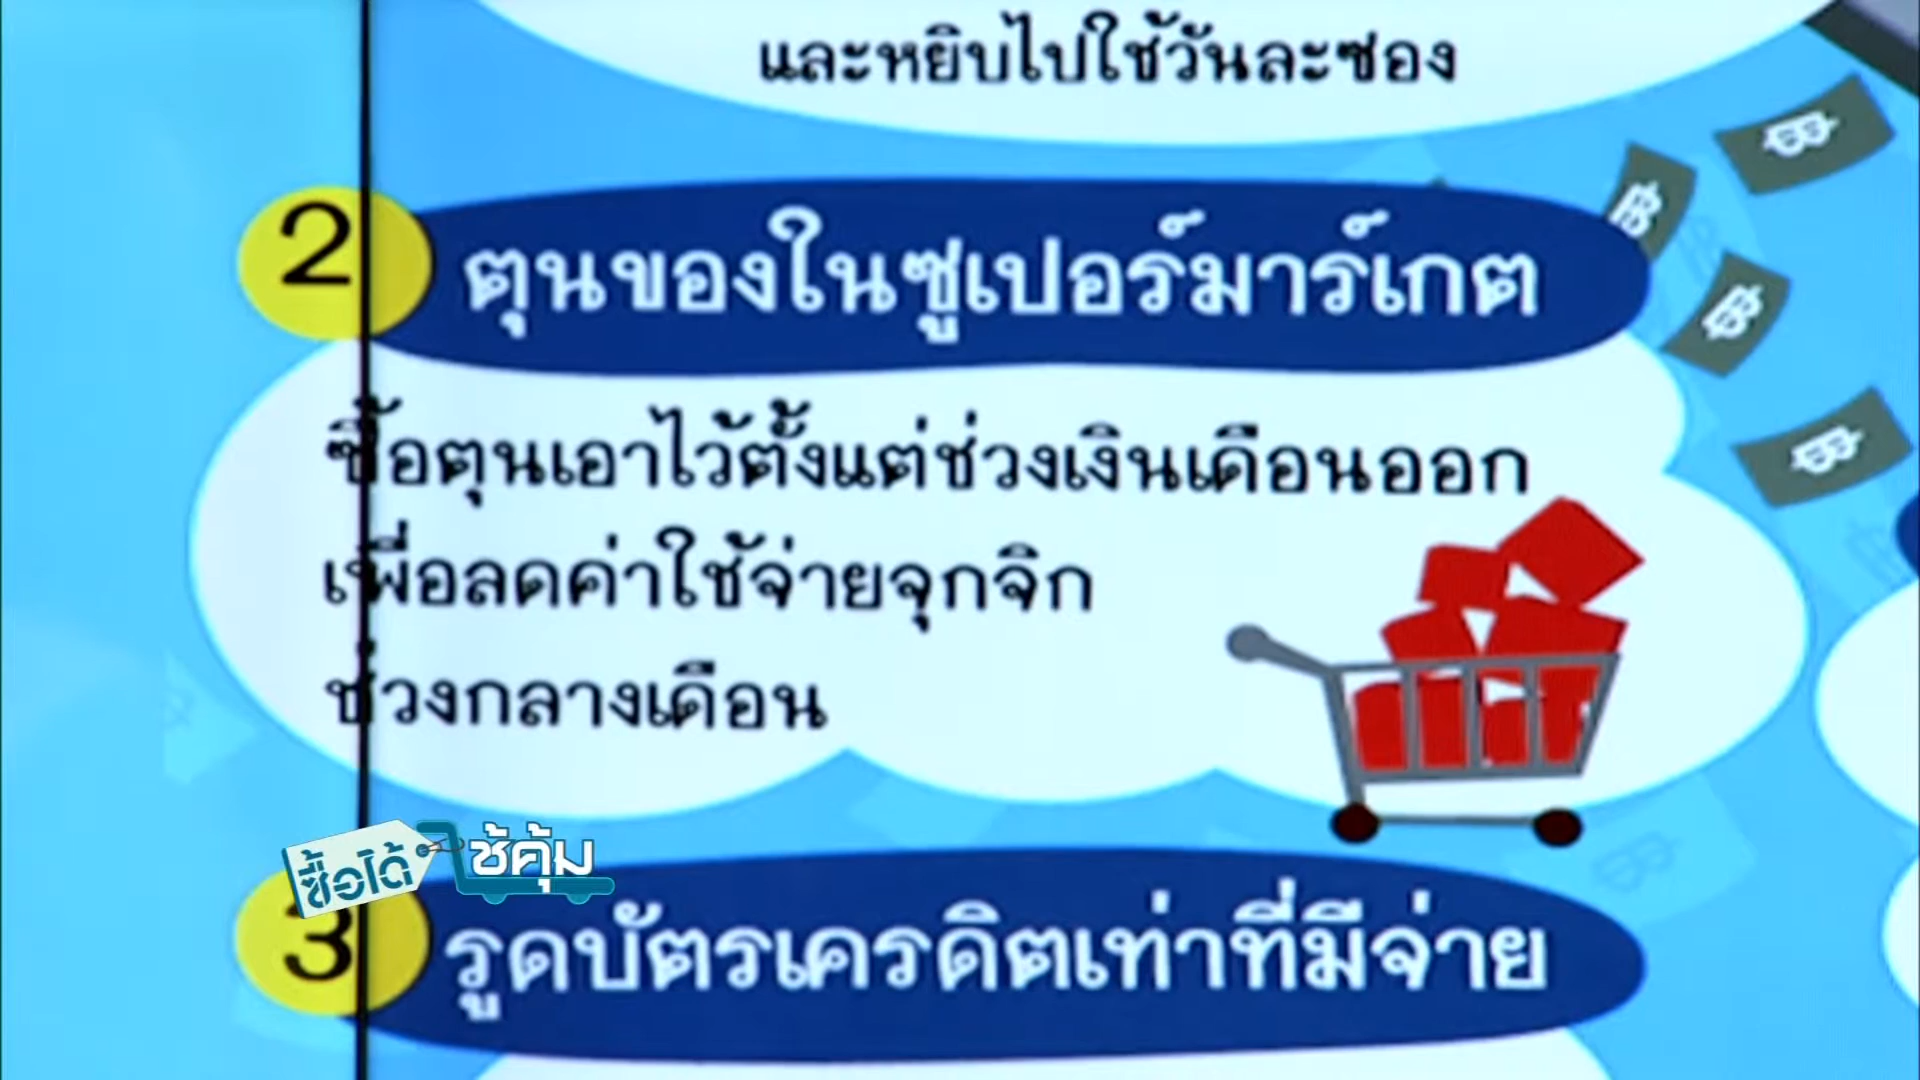 และหยิบไปใช้วันละซอง
2 ตุนของในซูเปอร์มาร์เกต
ซื้อตุนเอาไว้ตั้งแต่ช่วงเงินเดือนออก
เพื่อลดค่าใช้จ่ายจุกจิก
ช่วงกลางเดือน
ซื้อได้ ใช้คุ้ม
3 รูดบัตรเครดิตเท่าที่มีจ่าย